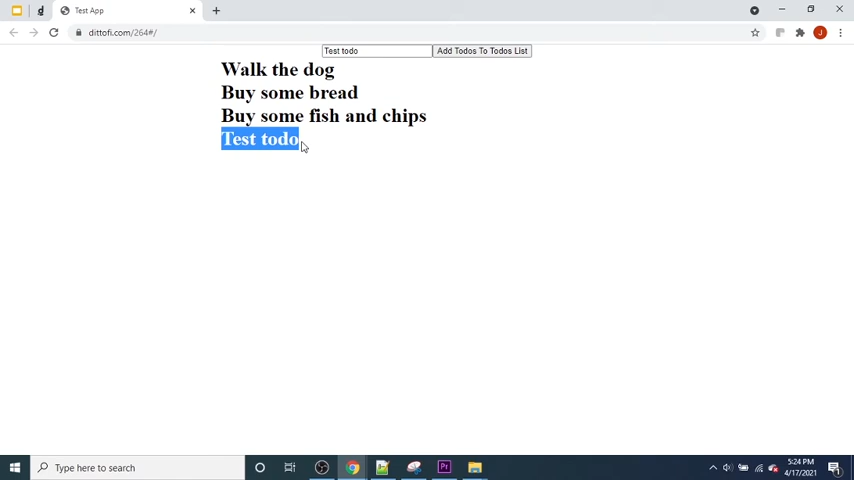 Test App
dittofi.com/264#/
Test todo
Add Todos To Todos List
Walk the dog
Buy some bread
Buy some fish and chips
Test todo
Type here to search
5:24 PM
4/17/2021